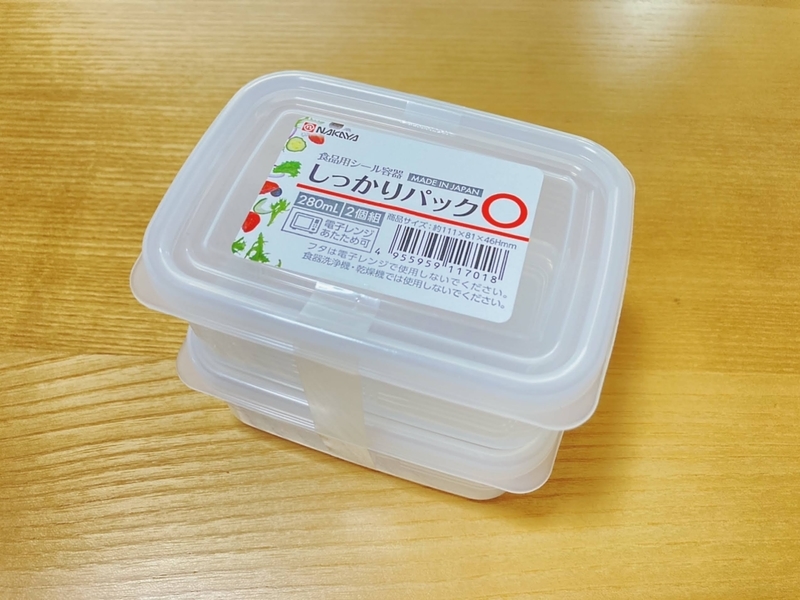 NAKAYA
食品用シール容器 MADE IN JAPAN
しっかりパック
280mL 2個組 商品サイズ:約111×81×46Hmm
電子レンジ
あたため可
4 955959 117018
フタは電子レンジで使用しないでください。
食器洗浄機・乾燥機では使用しないでください。